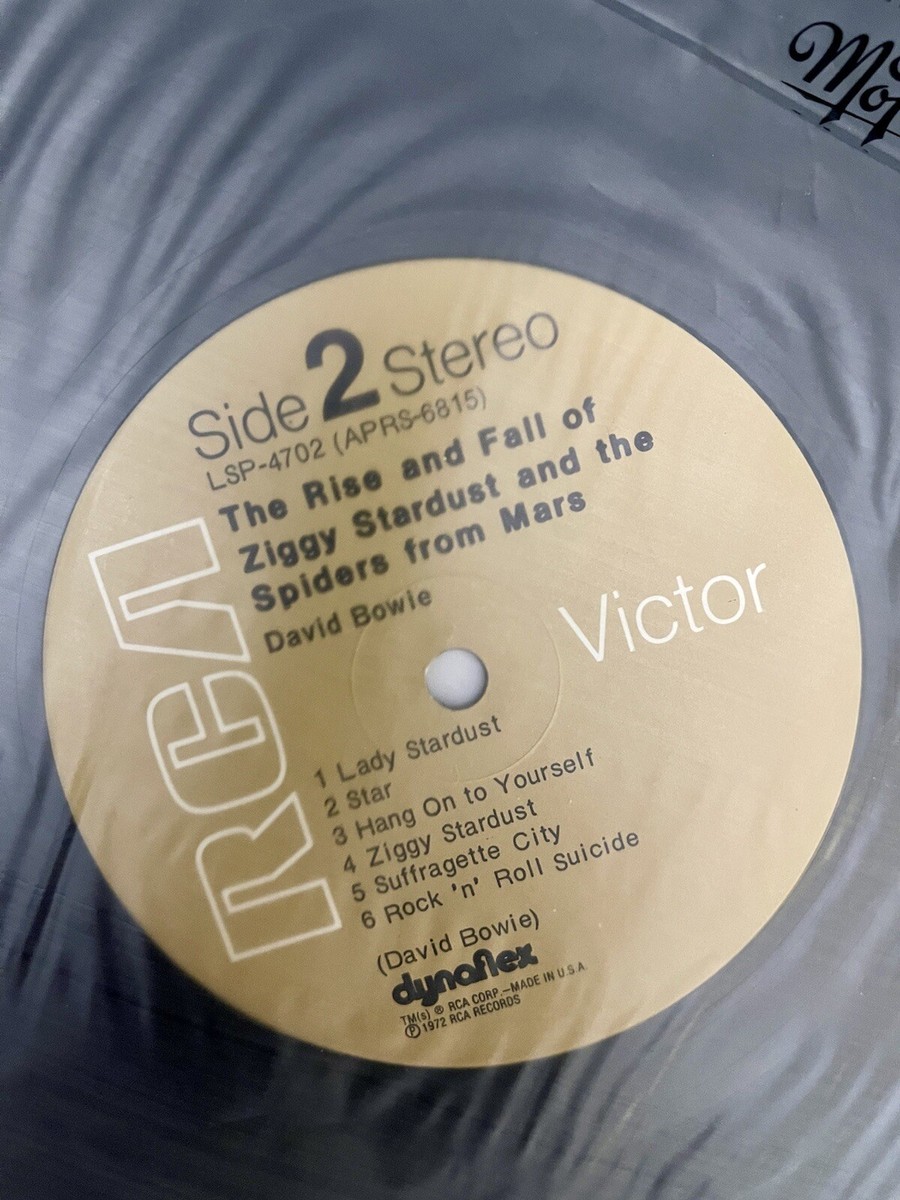 Side 2 Stereo
LSP-4702 (APRS-6815)
The Rise and Fall of
Ziggy Stardust and the
Spiders from Mars
David Bowie
RCA
Victor
1 Lady Stardust
2 Star
3 Hang On to Yourself
4 Ziggy Stardust
5 Suffragette City
6 Rock 'n' Roll Suicide
(David Bowie)
dynaflex
TM(s) ® RCA CORP.—MADE IN U.S.A.
℗ 1972 RCA RECORDS